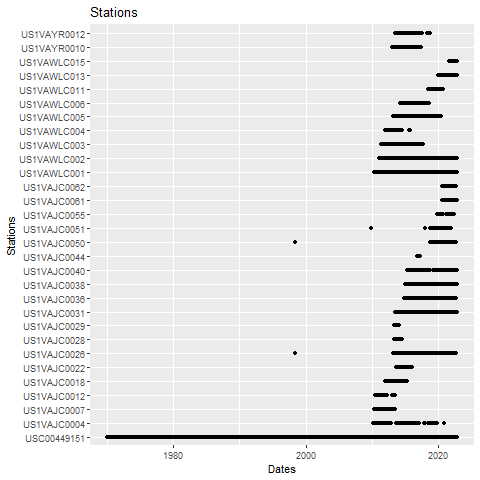 Stations
US1VAYR0012
US1VAYR0010
US1VAWLC015
US1VAWLC013
US1VAWLC011
US1VAWLC006
US1VAWLC005
US1VAWLC004
US1VAWLC003
US1VAWLC002
US1VAWLC001
US1VAJC0062
US1VAJC0061
US1VAJC0055
US1VAJC0051
US1VAJC0050
US1VAJC0044
US1VAJC0040
US1VAJC0038
US1VAJC0036
US1VAJC0031
US1VAJC0029
US1VAJC0028
US1VAJC0026
US1VAJC0022
US1VAJC0018
US1VAJC0012
US1VAJC0007
US1VAJC0004
USC00449151
Stations
1980 2000 2020
Dates